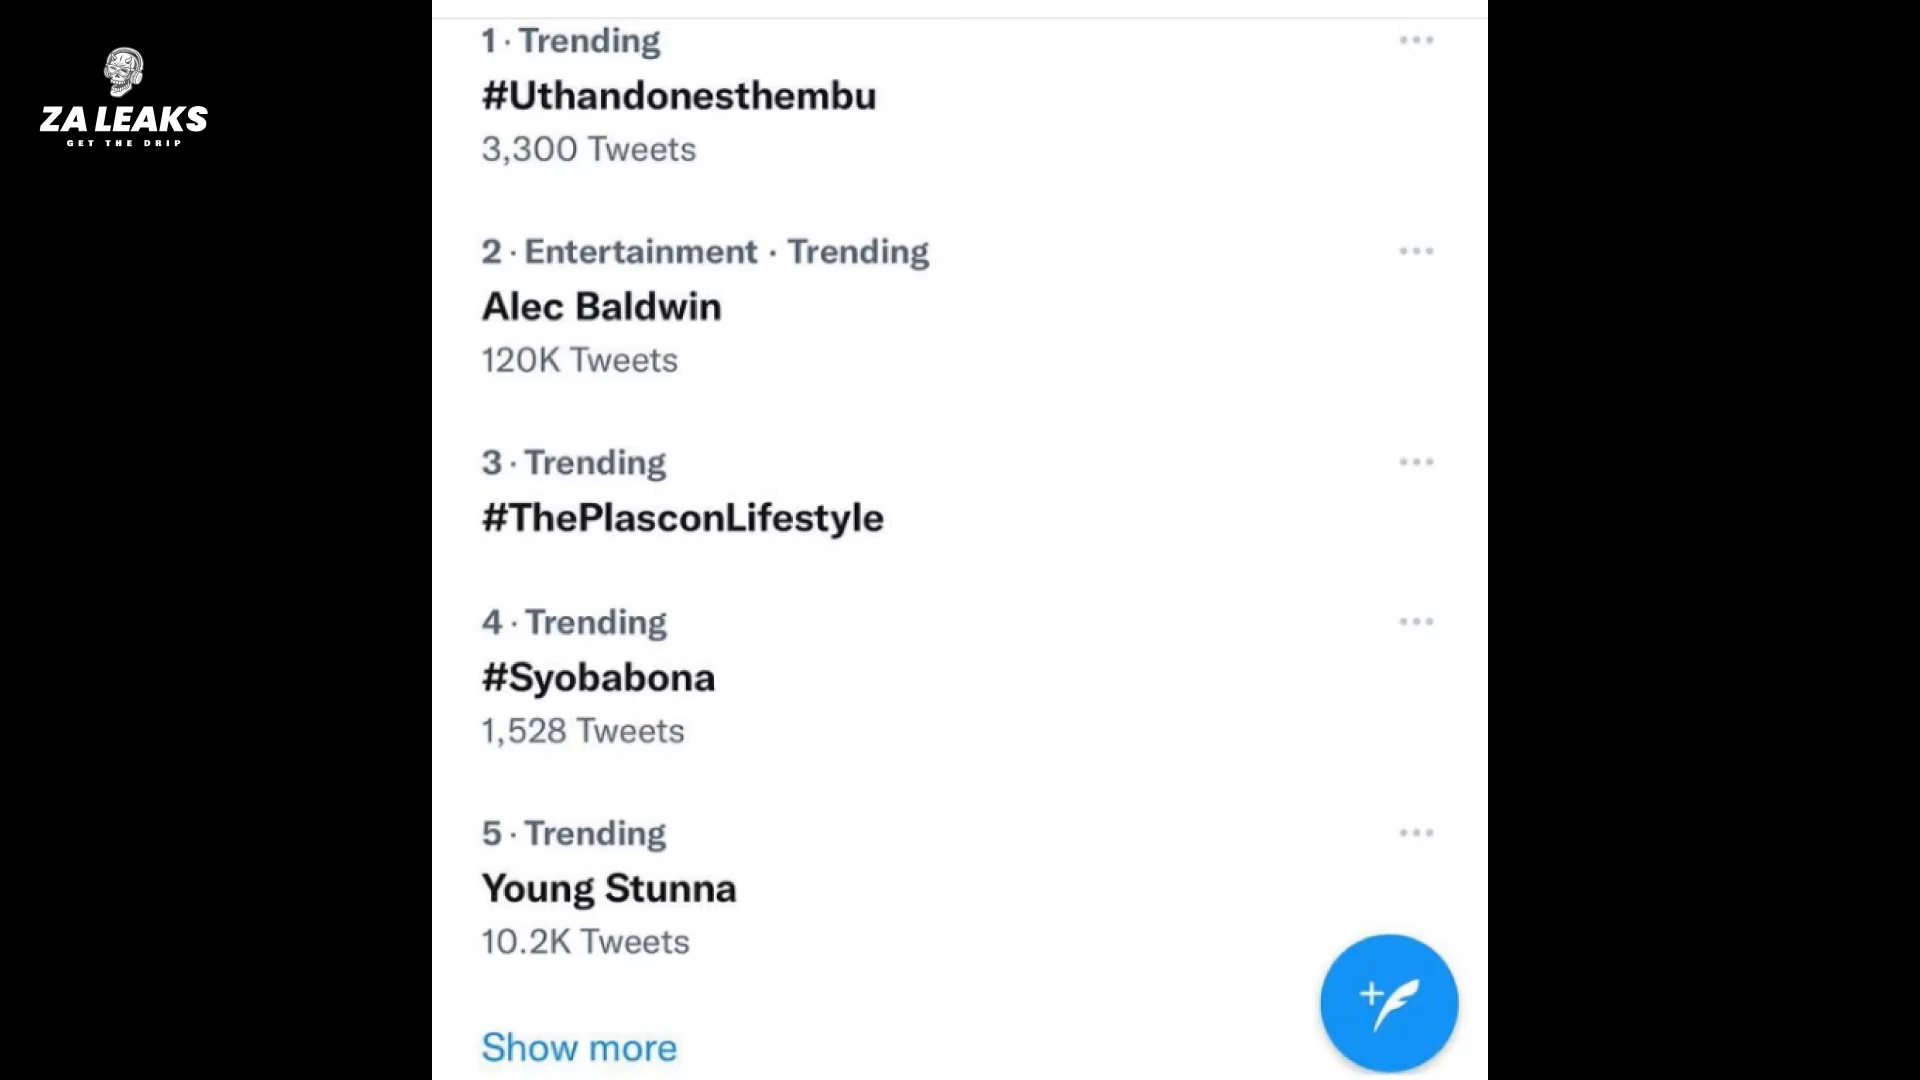 ZA LEAKS
GET THE DRIP
1 · Trending
#Uthandonesthembu
3,300 Tweets
2 · Entertainment · Trending
Alec Baldwin
120K Tweets
3 · Trending
#ThePlasconLifestyle
4 · Trending
#Syobabona
1,528 Tweets
5 · Trending
Young Stunna
10.2K Tweets
Show more